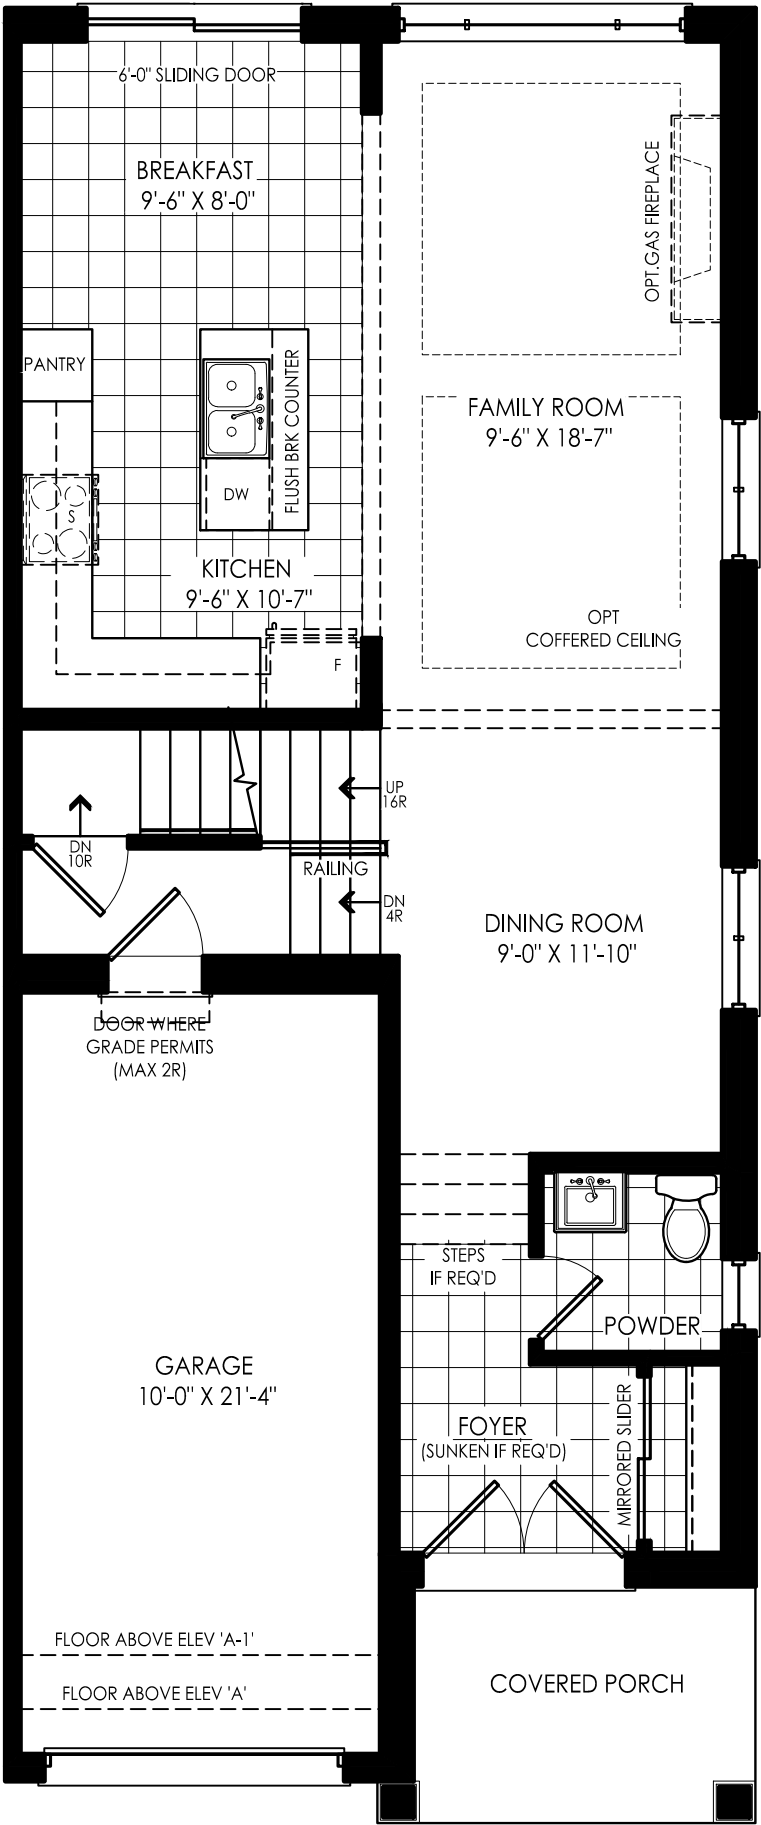 6'-0" SLIDING DOOR
BREAKFAST
9'-6" X 8'-0"
OPT.GAS FIREPLACE
PANTRY
FLUSH BRK COUNTER
DW
S
FAMILY ROOM
9'-6" X 18'-7"
KITCHEN
9'-6" X 10'-7"
OPT
COFFERED CEILING
F
UP
16R
DN
10R
RAILING
DN
4R
DINING ROOM
9'-0" X 11'-10"
DOOR WHERE
GRADE PERMITS
(MAX 2R)
STEPS
IF REQ'D
POWDER
GARAGE
10'-0" X 21'-4"
FOYER
(SUNKEN IF REQ'D)
MIRRORED SLIDER
FLOOR ABOVE ELEV 'A-1'
FLOOR ABOVE ELEV 'A'
COVERED PORCH